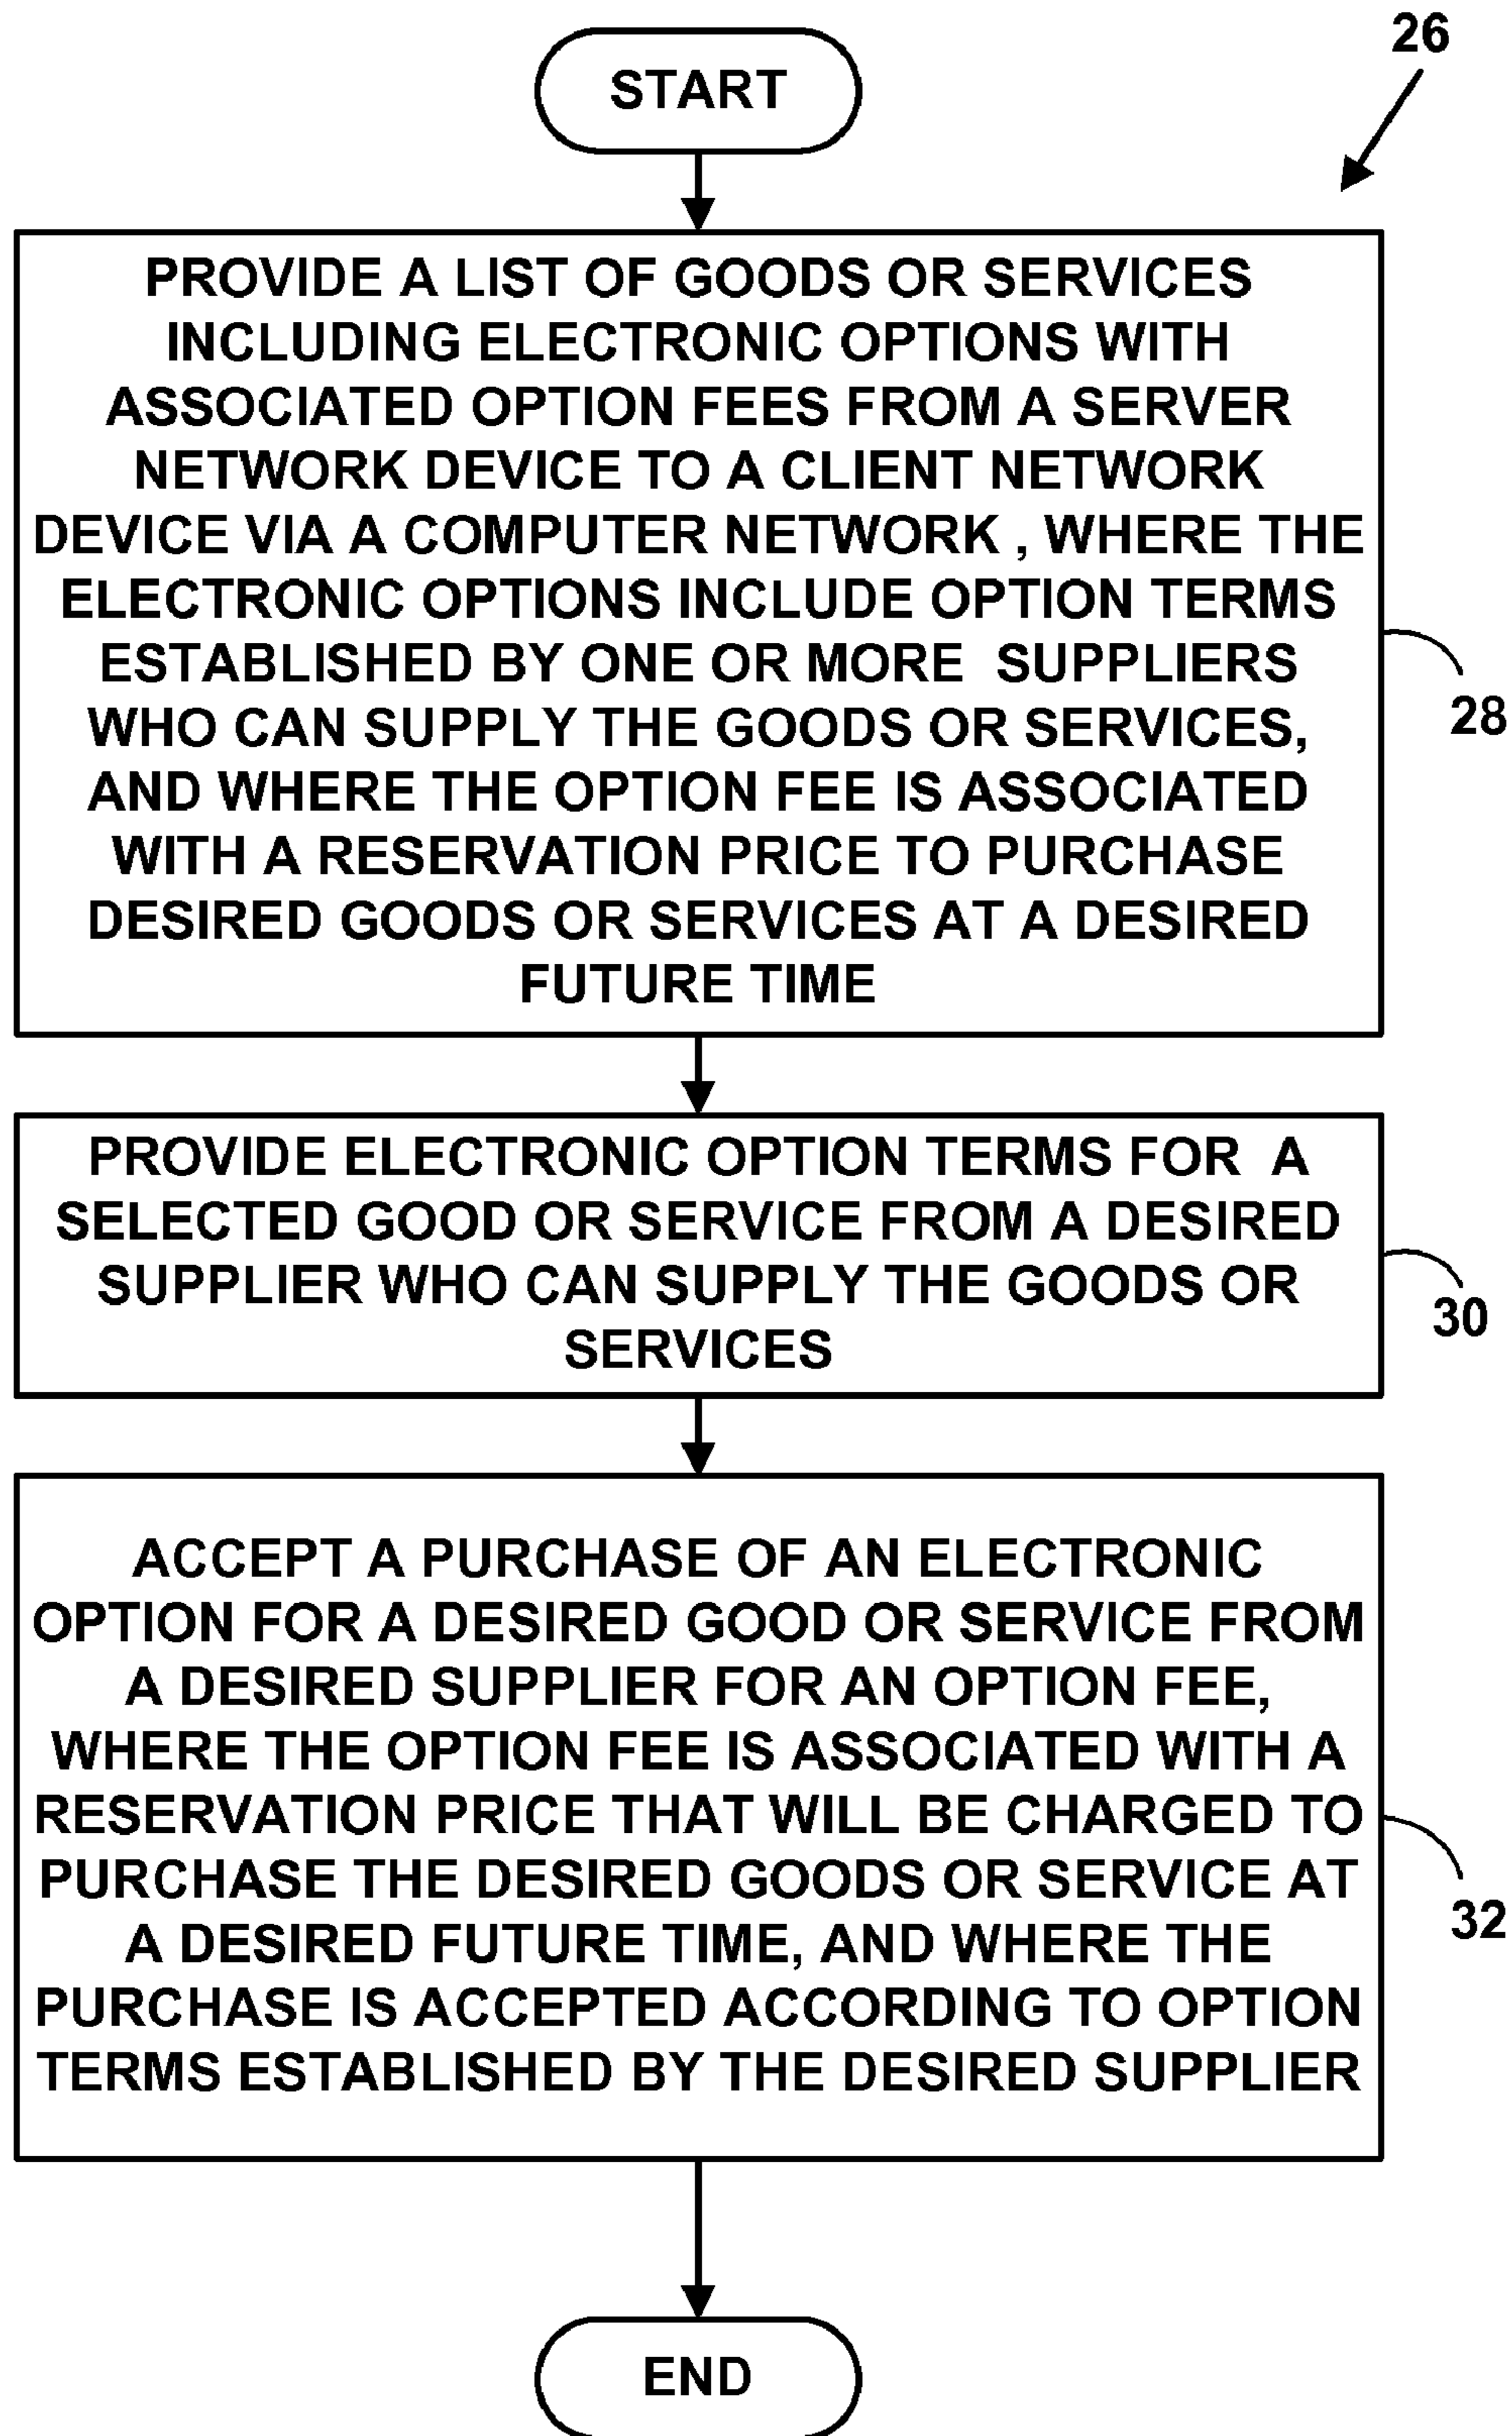 26
START
PROVIDE A LIST OF GOODS OR SERVICES
INCLUDING ELECTRONIC OPTIONS WITH
ASSOCIATED OPTION FEES FROM A SERVER
NETWORK DEVICE TO A CLIENT NETWORK
DEVICE VIA A COMPUTER NETWORK , WHERE THE
ELECTRONIC OPTIONS INCLUDE OPTION TERMS
ESTABLISHED BY ONE OR MORE SUPPLIERS
WHO CAN SUPPLY THE GOODS OR SERVICES,
AND WHERE THE OPTION FEE IS ASSOCIATED
WITH A RESERVATION PRICE TO PURCHASE
DESIRED GOODS OR SERVICES AT A DESIRED
FUTURE TIME
28
PROVIDE ELECTRONIC OPTION TERMS FOR A
SELECTED GOOD OR SERVICE FROM A DESIRED
SUPPLIER WHO CAN SUPPLY THE GOODS OR
SERVICES
30
ACCEPT A PURCHASE OF AN ELECTRONIC
OPTION FOR A DESIRED GOOD OR SERVICE FROM
A DESIRED SUPPLIER FOR AN OPTION FEE,
WHERE THE OPTION FEE IS ASSOCIATED WITH A
RESERVATION PRICE THAT WILL BE CHARGED TO
PURCHASE THE DESIRED GOODS OR SERVICE AT
A DESIRED FUTURE TIME, AND WHERE THE
PURCHASE IS ACCEPTED ACCORDING TO OPTION
TERMS ESTABLISHED BY THE DESIRED SUPPLIER
32
END